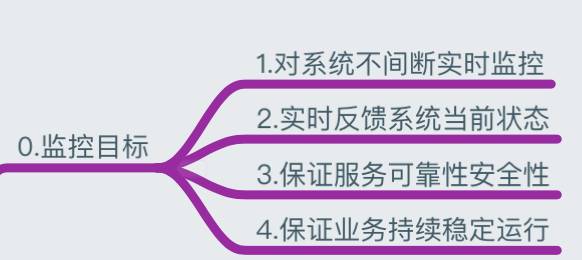 0.监控目标
1.对系统不间断实时监控
2.实时反馈系统当前状态
3.保证服务可靠性安全性
4.保证业务持续稳定运行